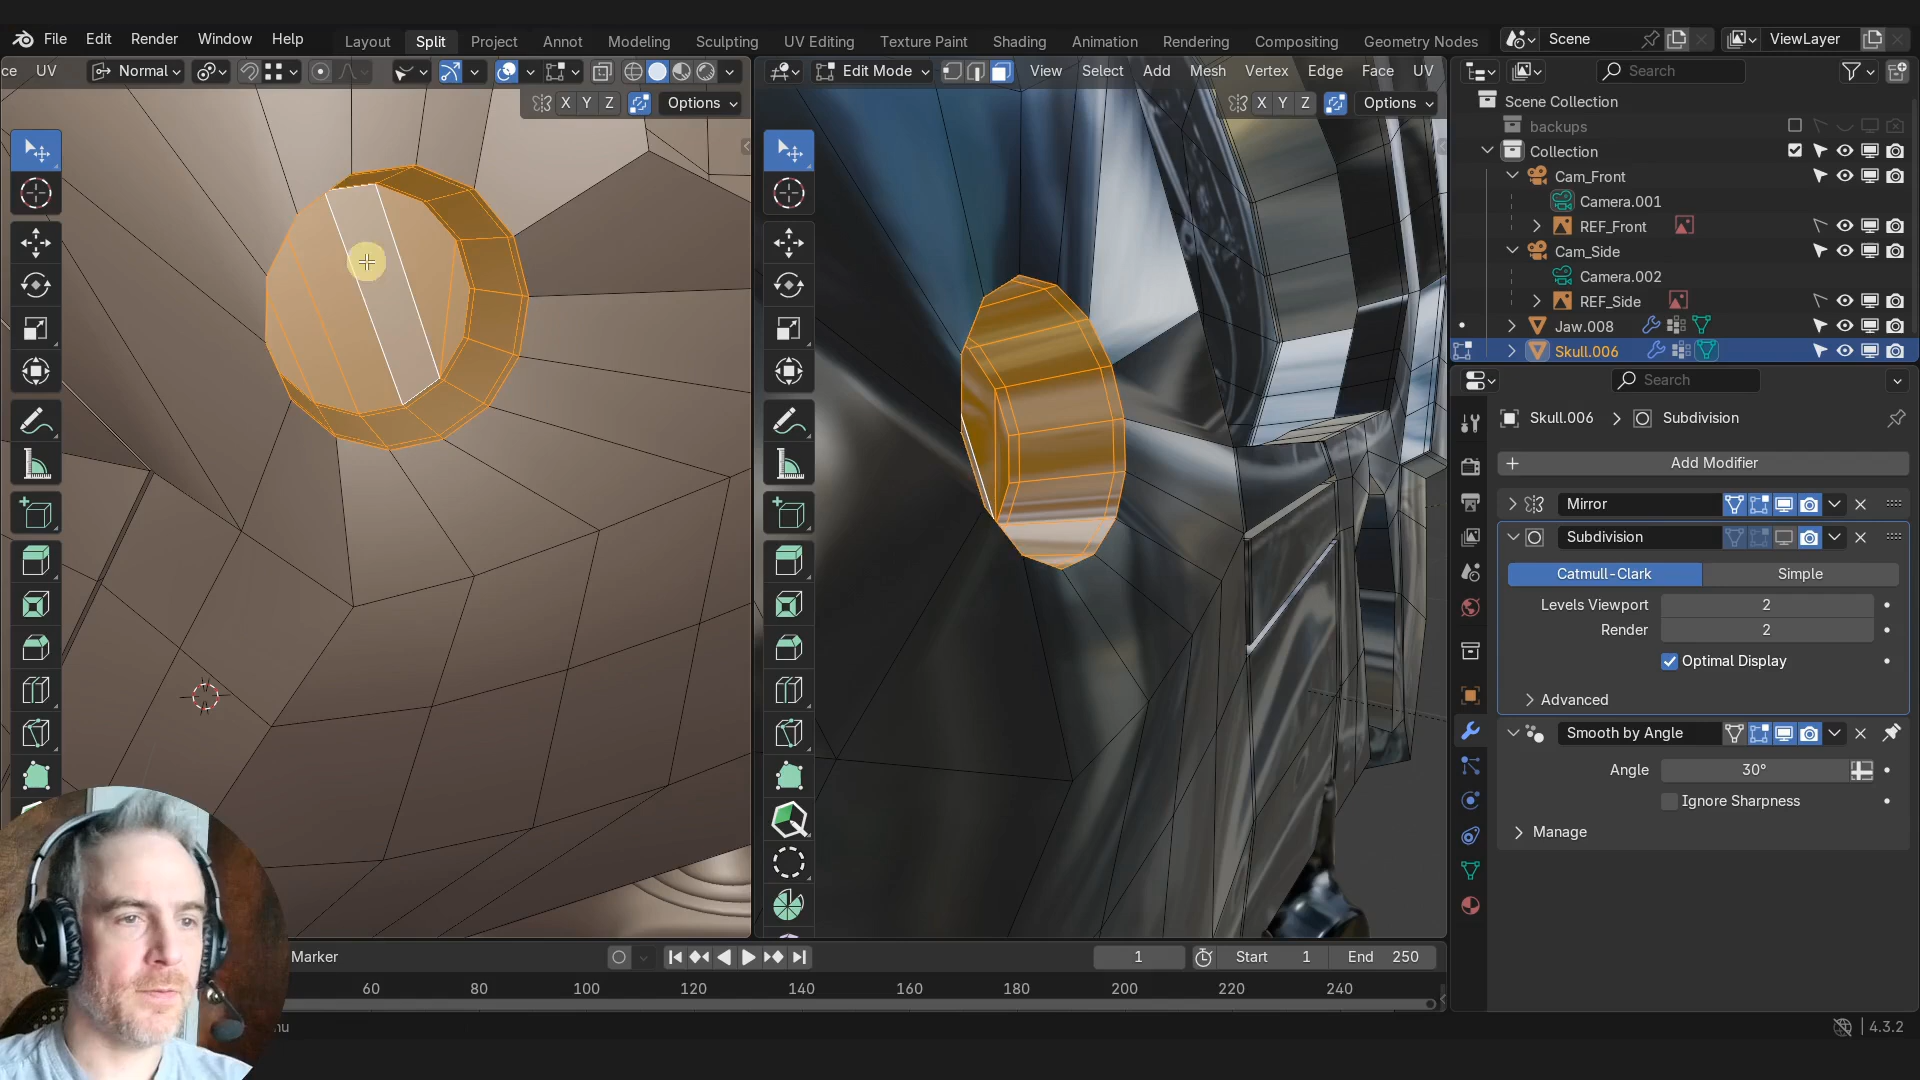 File Edit Render Window Help Layout Split Project Annot Modeling Sculpting UV Editing Texture Paint Shading Animation Rendering Compositing Geometry Nodes Scene ViewLayer
ce UV Normal Edit Mode View Select Add Mesh Vertex Edge Face UV Search
X Y Z Options X Y Z Options
Scene Collection
backups
Collection
Cam_Front
Camera.001
REF_Front
Cam_Side
Camera.002
REF_Side
Jaw.008
Skull.006
Search
Skull.006 Subdivision
Add Modifier
Mirror
Subdivision
Catmull-Clark Simple
Levels Viewport 2
Render 2
Optimal Display
Advanced
Smooth by Angle
Angle 30°
Ignore Sharpness
Manage
Marker 1 Start 1 End 250
60 80 100 120 140 160 180 200 220 240
nu 4.3.2